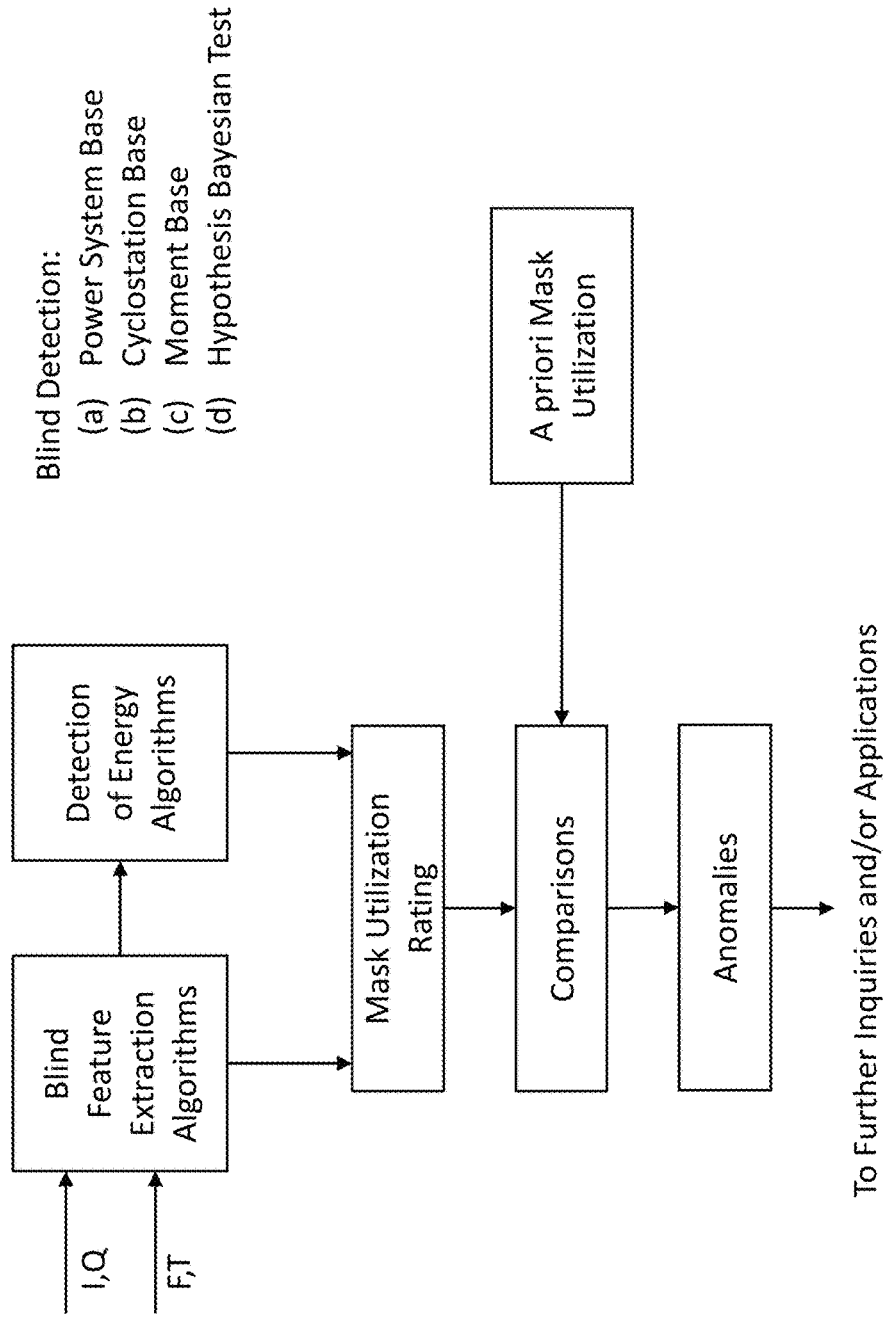 I,Q
F,T
Blind
Feature
Extraction
Algorithms
Detection
of Energy
Algorithms
Blind Detection:
(a) Power System Base
(b) Cyclostation Base
(c) Moment Base
(d) Hypothesis Bayesian Test
Mask Utilization
Rating
Comparisons
A priori Mask
Utilization
Anomalies
To Further Inquiries and/or Applications